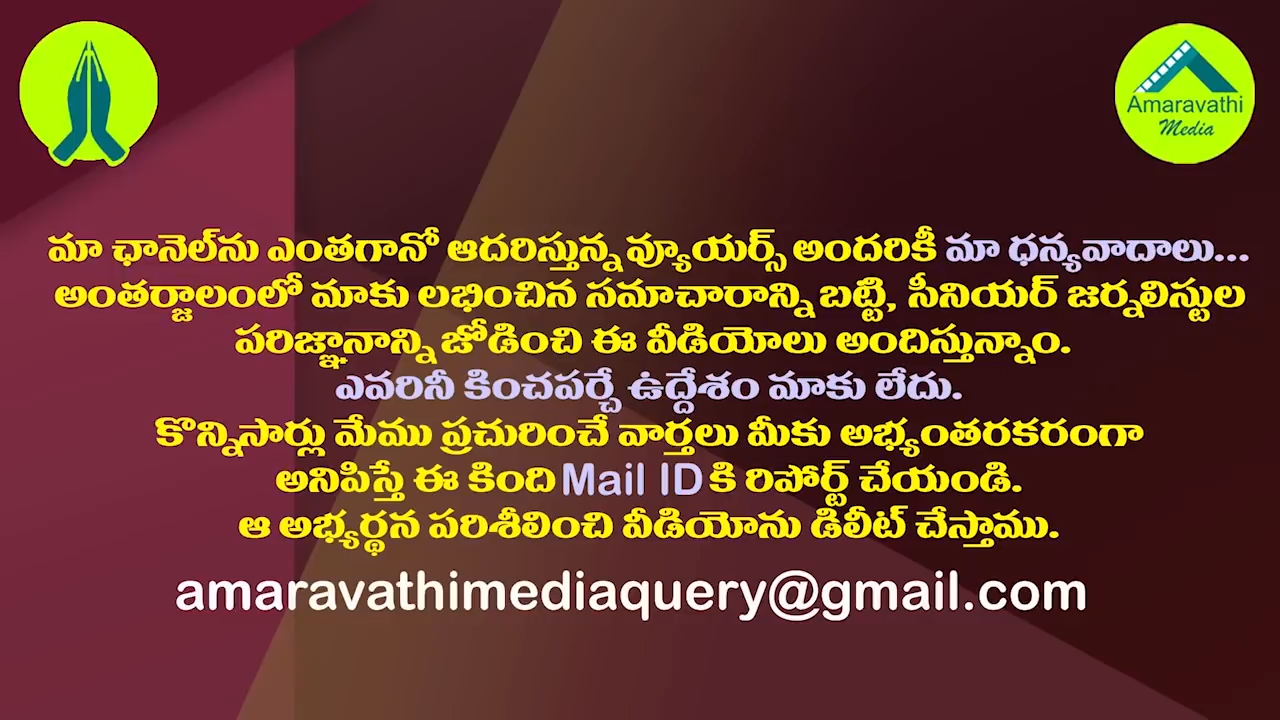 Amaravathi
Media
మా ఛానెల్‌ను ఎంతగానో ఆదరిస్తున్న వ్యూయర్స్ అందరికీ మా ధన్యవాదాలు...
అంతర్జాలంలో మాకు లభించిన సమాచారాన్ని బట్టి, సీనియర్ జర్నలిస్టుల
పరిజ్ఞానాన్ని జోడించి ఈ వీడియోలు అందిస్తున్నాం.
ఎవరినీ కించపర్చే ఉద్దేశం మాకు లేదు.
కొన్నిసార్లు మేము ప్రచురించే వార్తలు మీకు అభ్యంతరకరంగా
అనిపిస్తే ఈ కింది Mail ID కి రిపోర్ట్ చేయండి.
ఆ అభ్యర్థన పరిశీలించి వీడియోను డిలీట్ చేస్తాము.
amaravathimediaquery@gmail.com